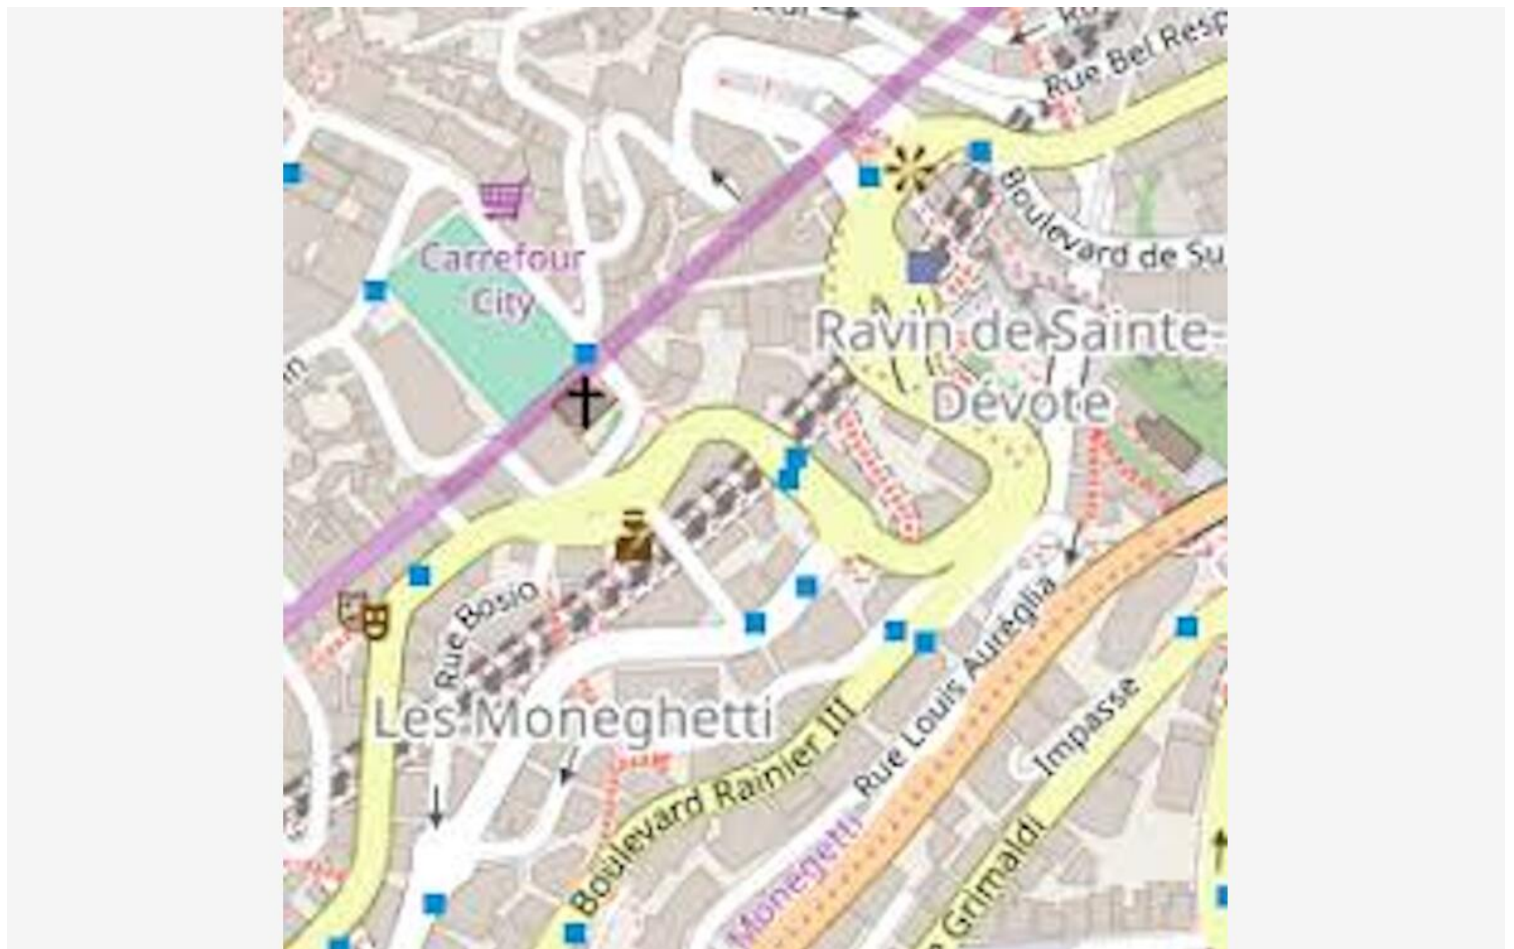 Rue Bel Resp
Boulevard de Su
Carrefour
City
Ravin de Sainte-
Dévote
Rue Bosio
Les Moneghetti
Boulevard Rainier III
Rue Louis Auréglia
Impasse
Monegetti
Grimaldi